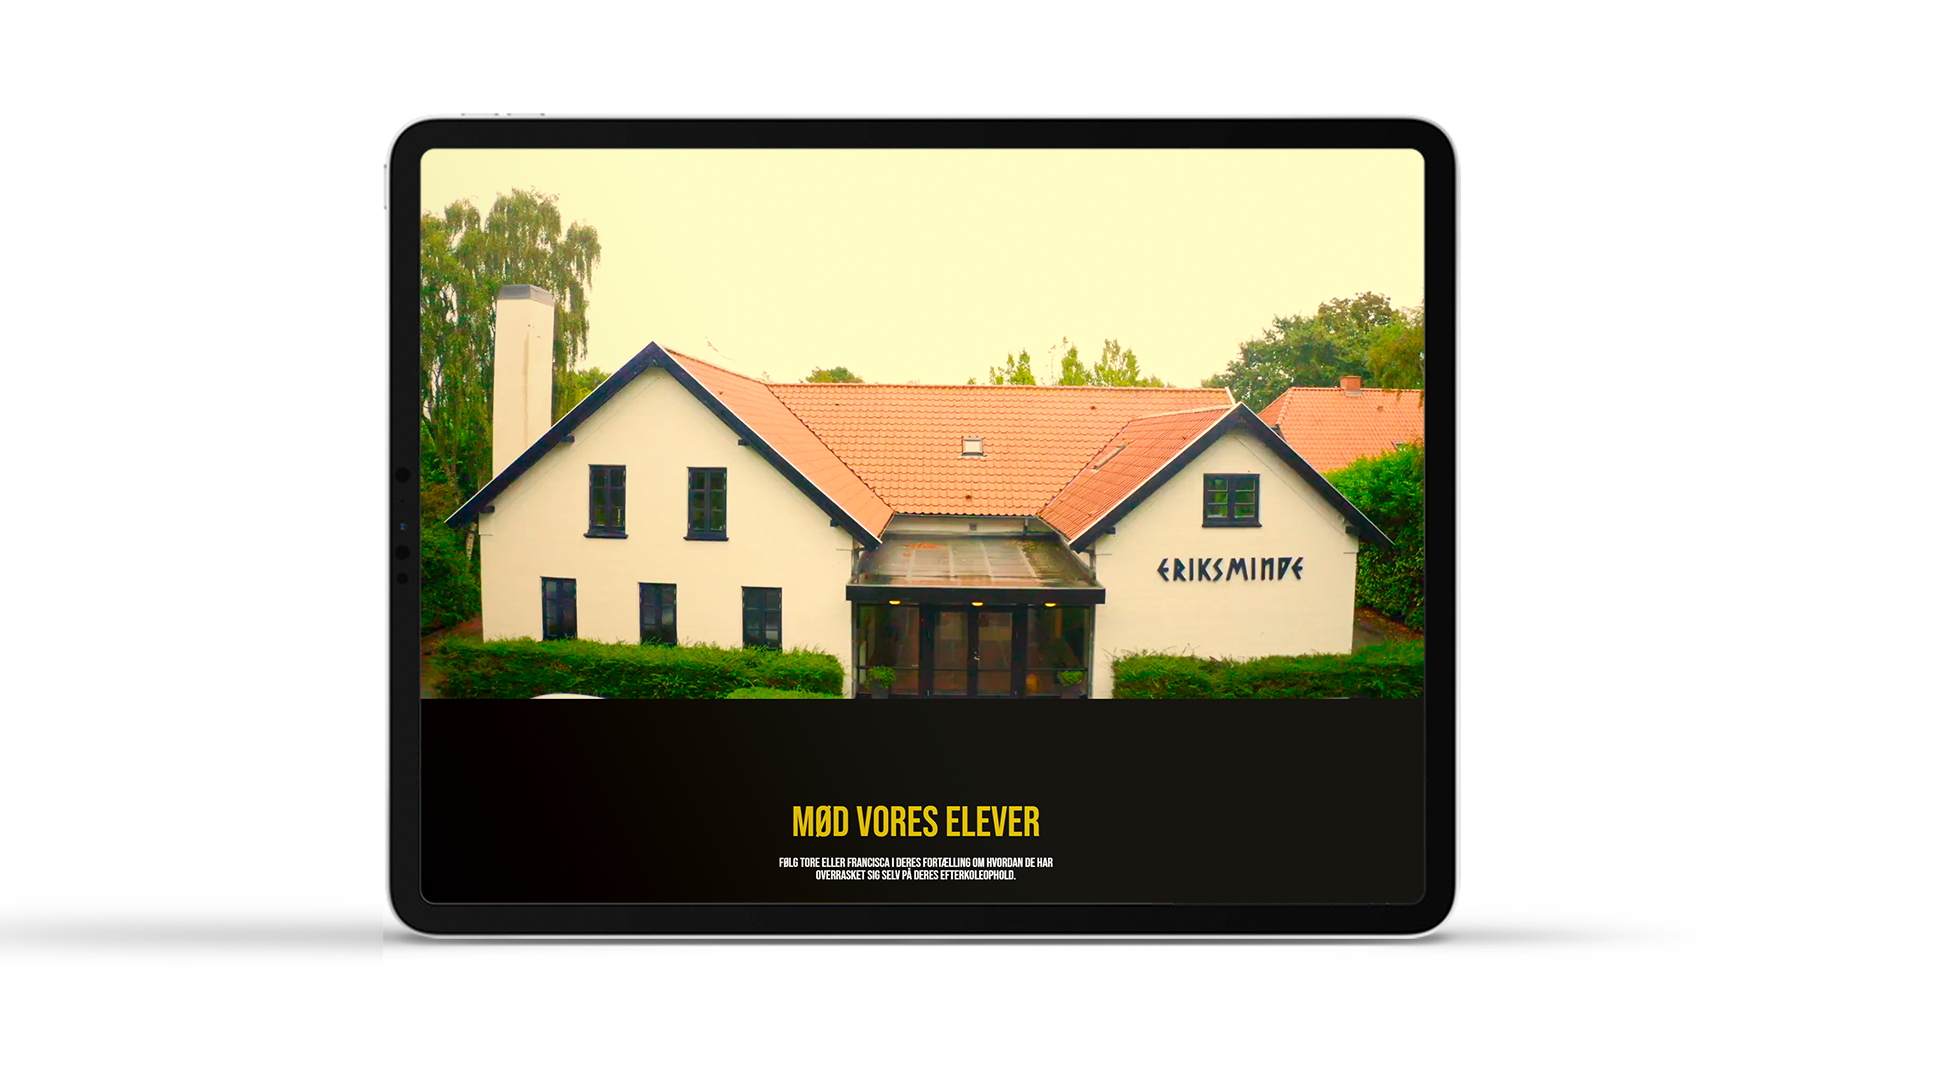 ERIKSMINDE
MØD VORES ELEVER
FØLG TORE ELLER FRANCISCA I DERES FORTÆLLING OM HVORDAN DE HAR
OVERRASKET SIG SELV PÅ DERES EFTERKOLEOPHOLD.